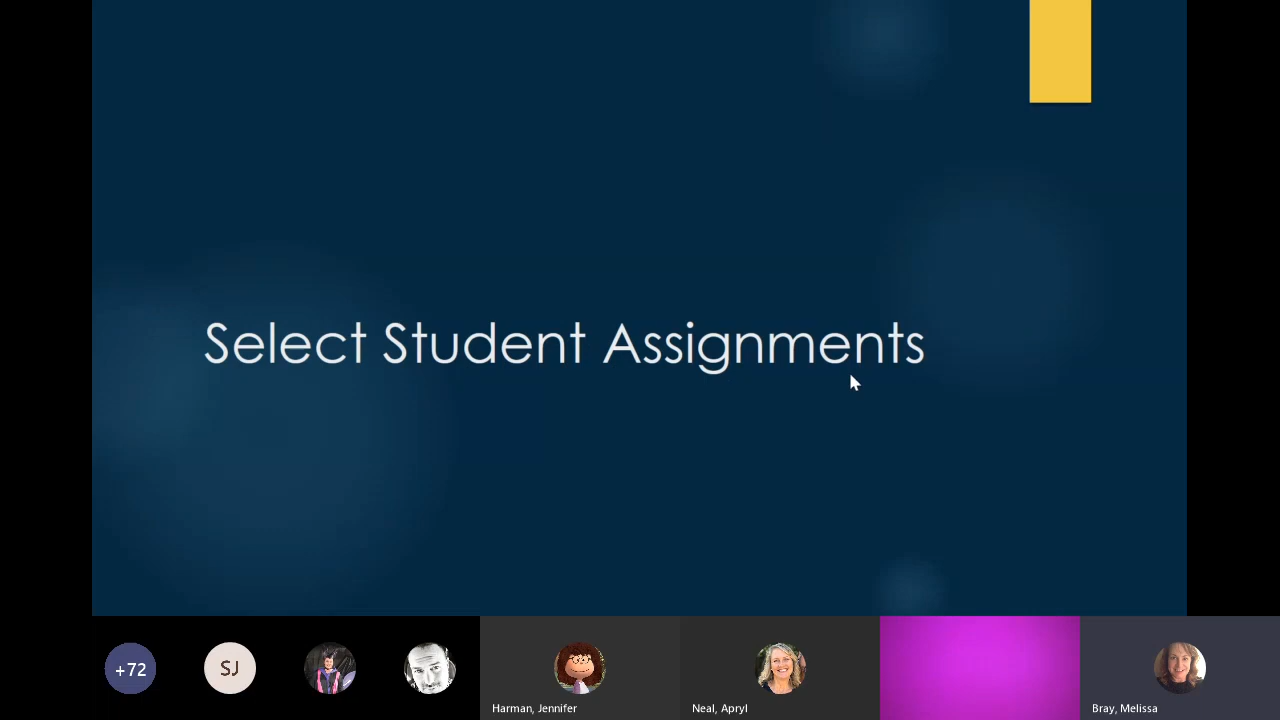 Select Student Assignments
+72
SJ
Harman, Jennifer
Neal, Apryl
Bray, Melissa